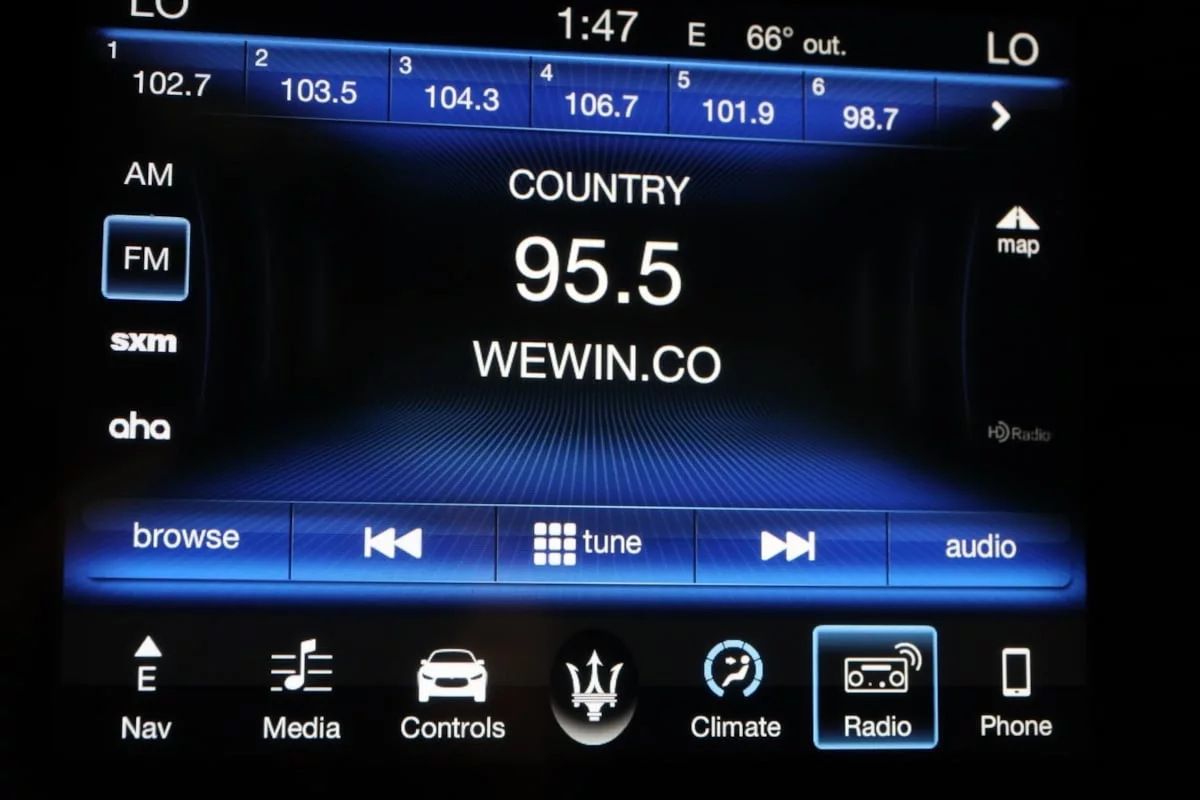 LO 1:47 E 66° out. LO
1 102.7 2 103.5 3 104.3 4 106.7 5 101.9 6 98.7
AM
COUNTRY
map
FM
95.5
sxm
WEWIN.CO
aha
HD Radio
browse tune audio
E
Nav Media Controls Climate Radio Phone